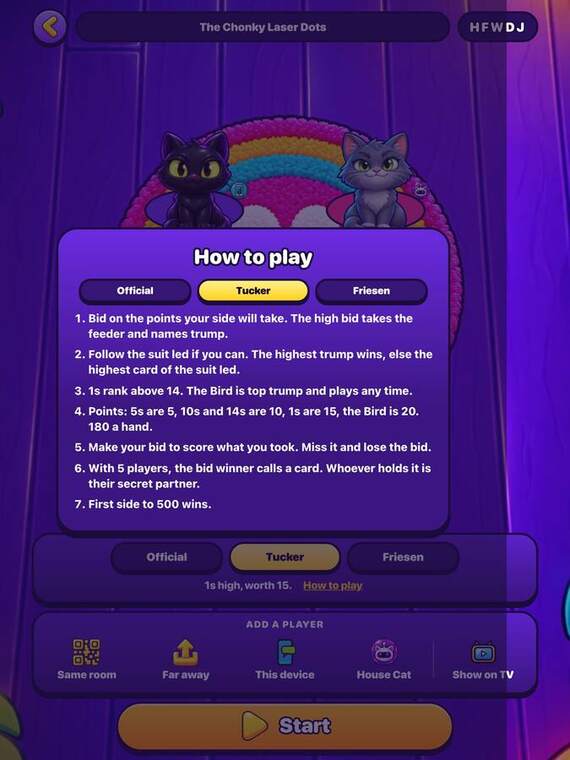 The Chonky Laser Dots
HFWDJ
How to play
Official
Tucker
Friesen
1. Bid on the points your side will take. The high bid takes the
feeder and names trump.
2. Follow the suit led if you can. The highest trump wins, else the
highest card of the suit led.
3. 1s rank above 14. The Bird is top trump and plays any time.
4. Points: 5s are 5, 10s and 14s are 10, 1s are 15, the Bird is 20.
180 a hand.
5. Make your bid to score what you took. Miss it and lose the bid.
6. With 5 players, the bid winner calls a card. Whoever holds it is
their secret partner.
7. First side to 500 wins.
Official
Tucker
Friesen
1s high, worth 15. How to play
ADD A PLAYER
Same room
Far away
This device
House Cat
Show on TV
Start